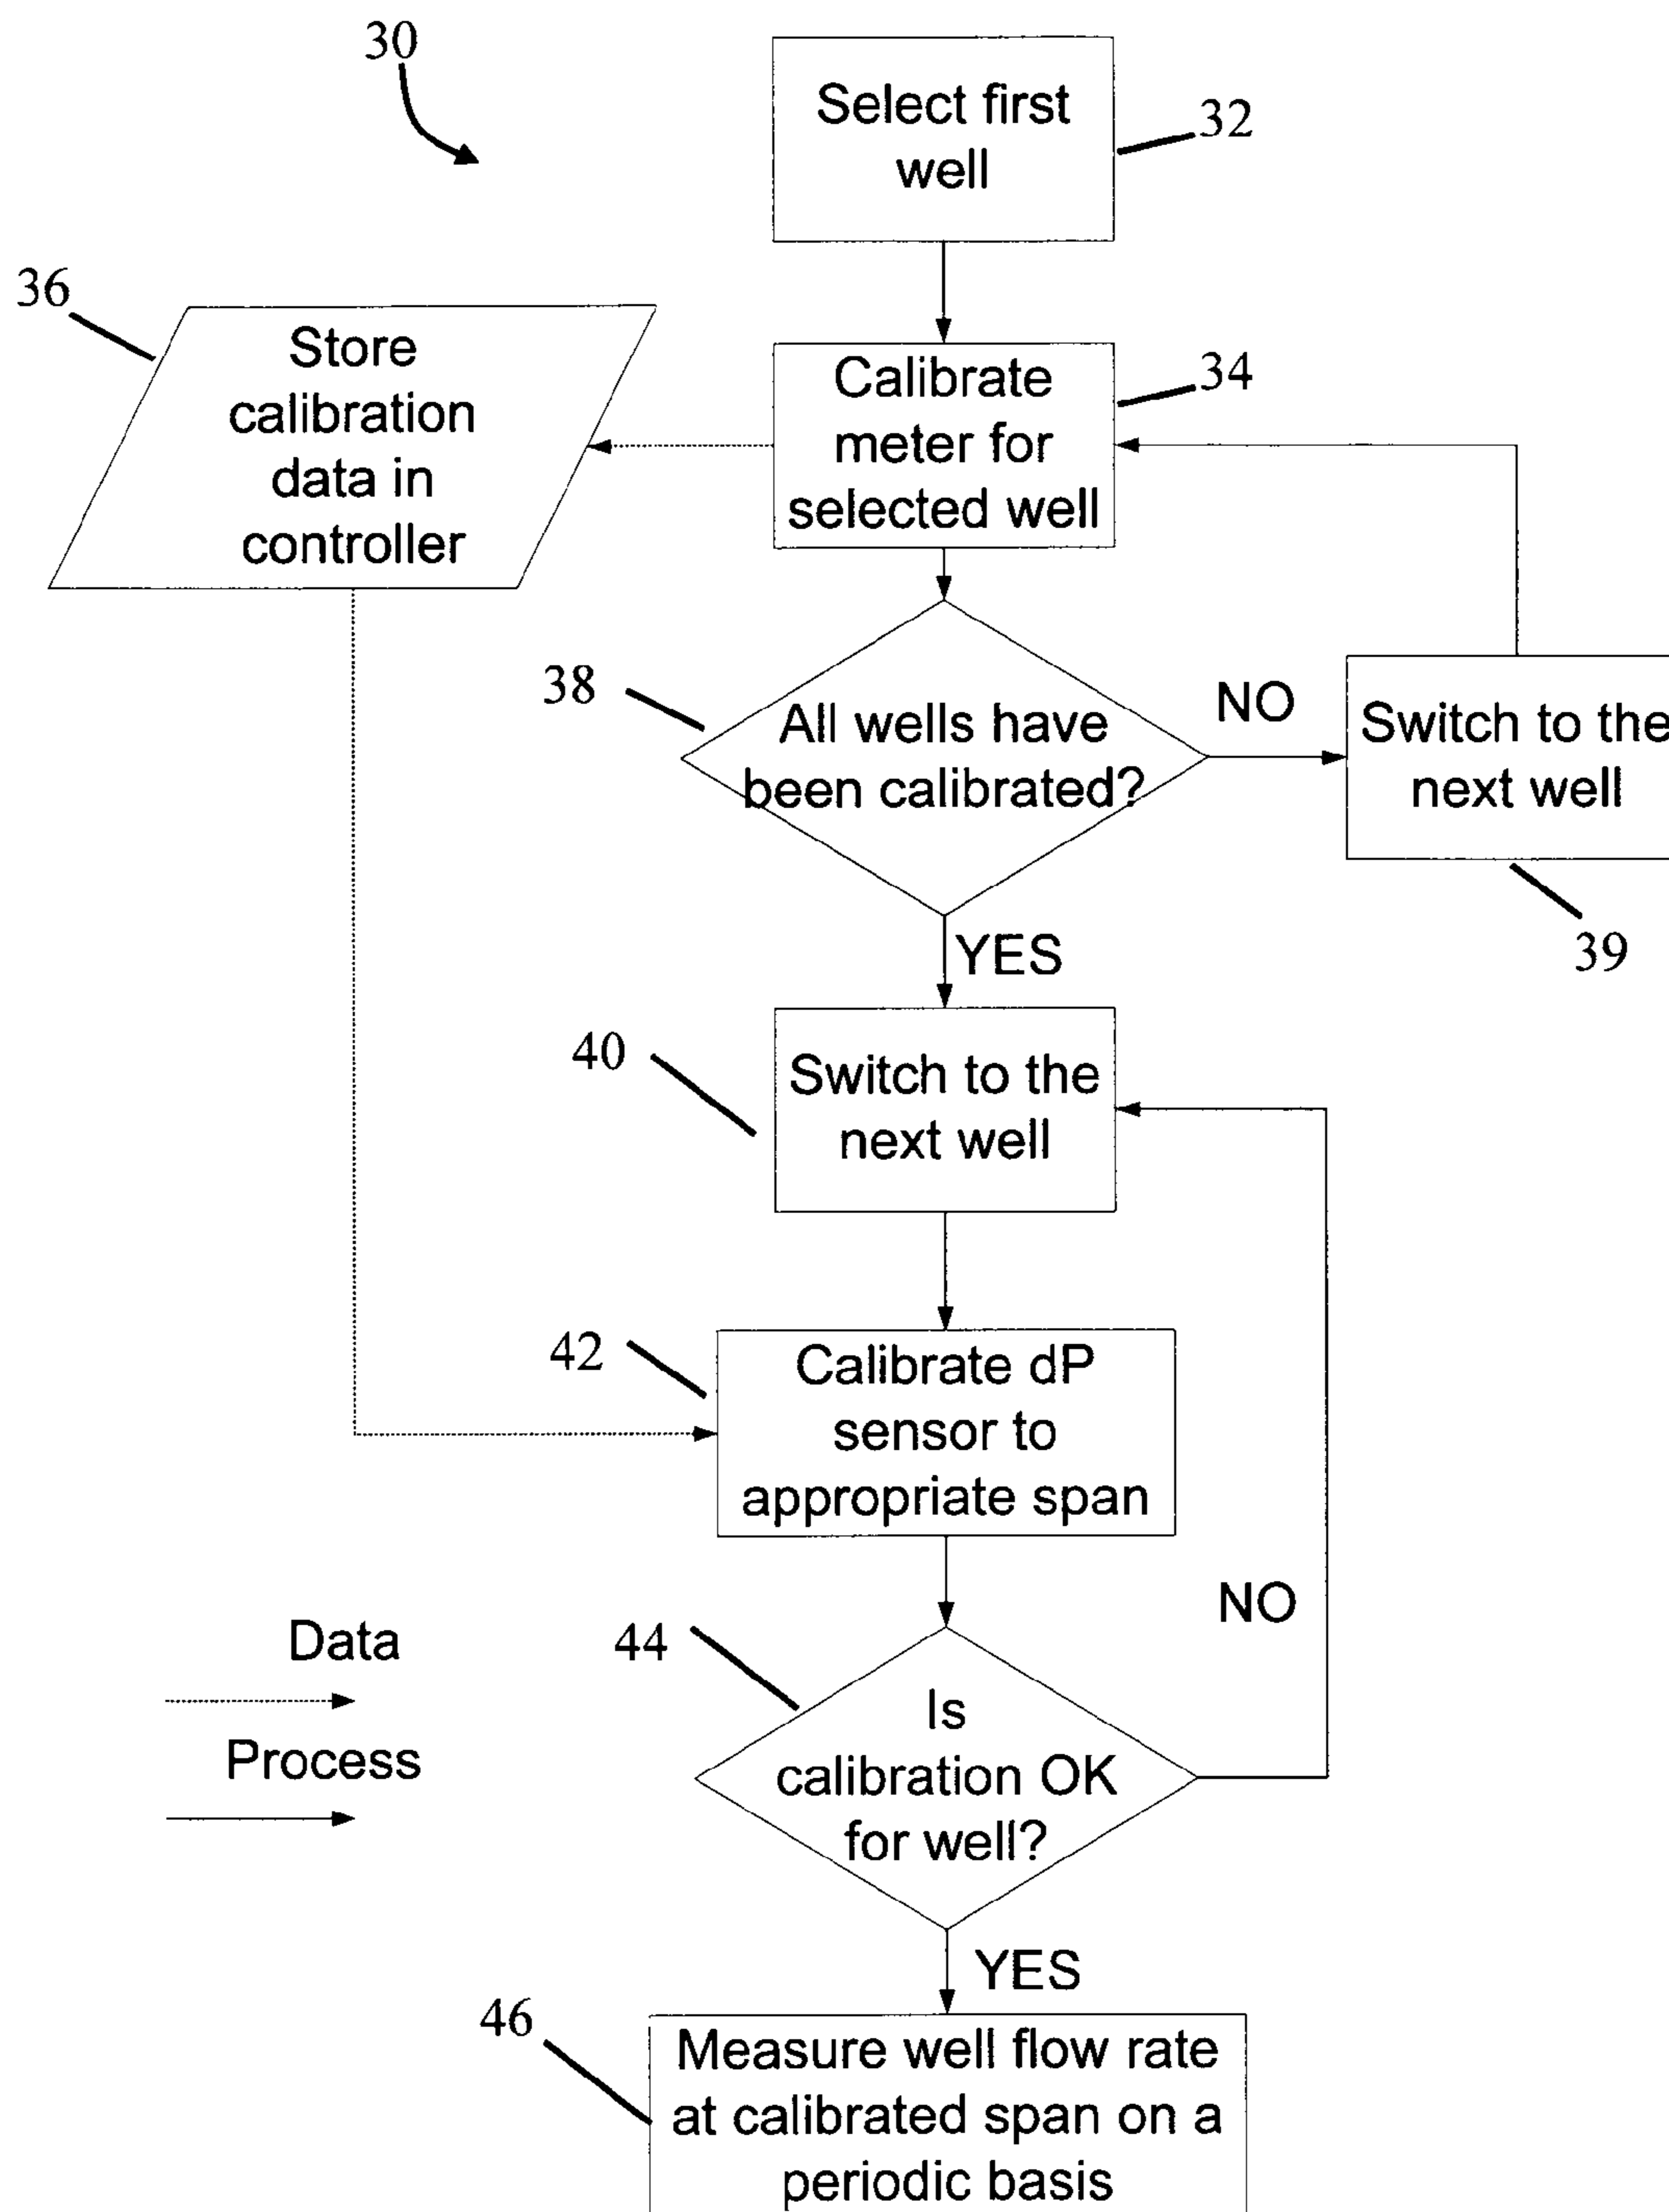 30
Select first
well
32
36
Store
calibration
data in
controller
Calibrate
meter for
selected well
34
38
All wells have
been calibrated?
NO
Switch to the
next well
39
YES
40
Switch to the
next well
42
Calibrate dP
sensor to
appropriate span
NO
Data
Process
44
Is
calibration OK
for well?
YES
46
Measure well flow rate
at calibrated span on a
periodic basis